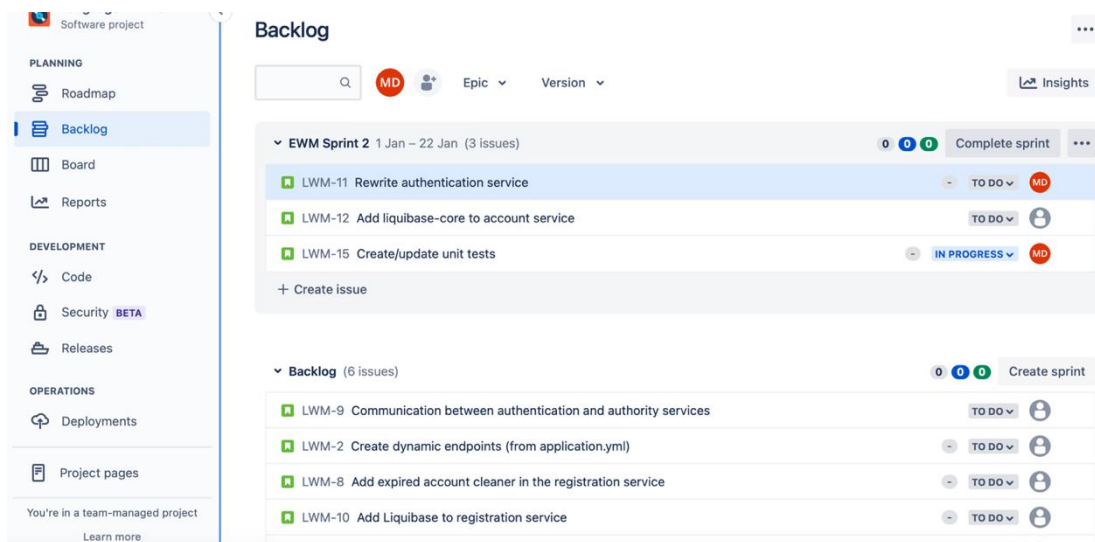 Software project
PLANNING
Roadmap
Backlog
Board
Reports
DEVELOPMENT
Code
Security BETA
Releases
OPERATIONS
Deployments
Project pages
You're in a team-managed project
Learn more
Backlog
MD Epic Version Insights
EWM Sprint 2 1 Jan – 22 Jan (3 issues) 0 0 0 Complete sprint
LWM-11 Rewrite authentication service - TO DO MD
LWM-12 Add liquibase-core to account service TO DO
LWM-15 Create/update unit tests - IN PROGRESS MD
+ Create issue
Backlog (6 issues) 0 0 0 Create sprint
LWM-9 Communication between authentication and authority services TO DO
LWM-2 Create dynamic endpoints (from application.yml) - TO DO
LWM-8 Add expired account cleaner in the registration service - TO DO
LWM-10 Add Liquibase to registration service - TO DO